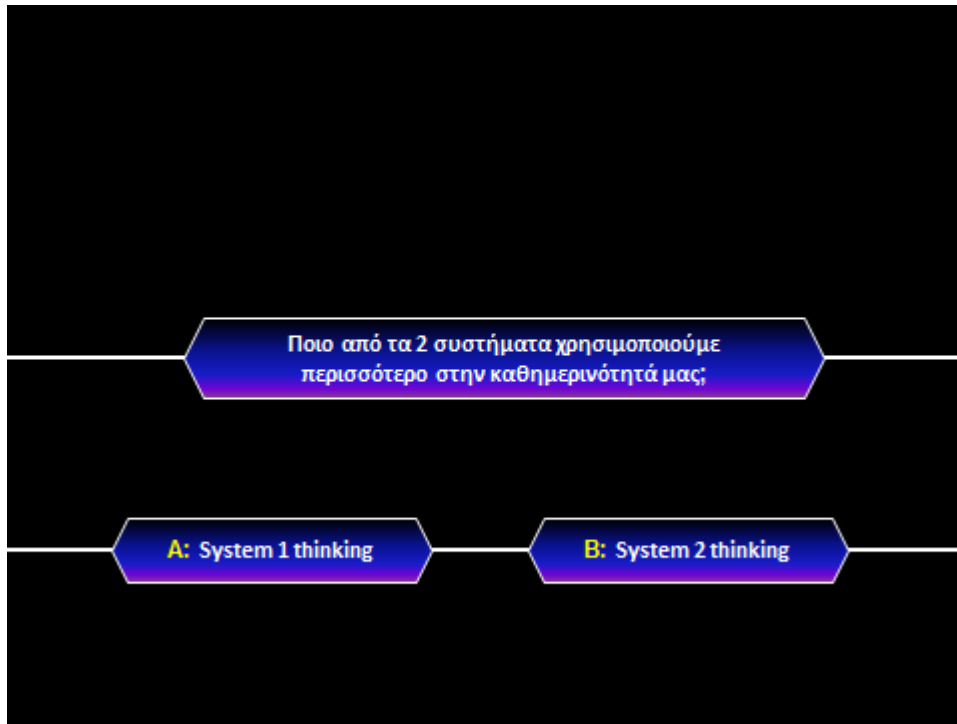 Ποιο από τα 2 συστήματα χρησιμοποιούμε
περισσότερο στην καθημερινότητά μας;
A: System 1 thinking
B: System 2 thinking